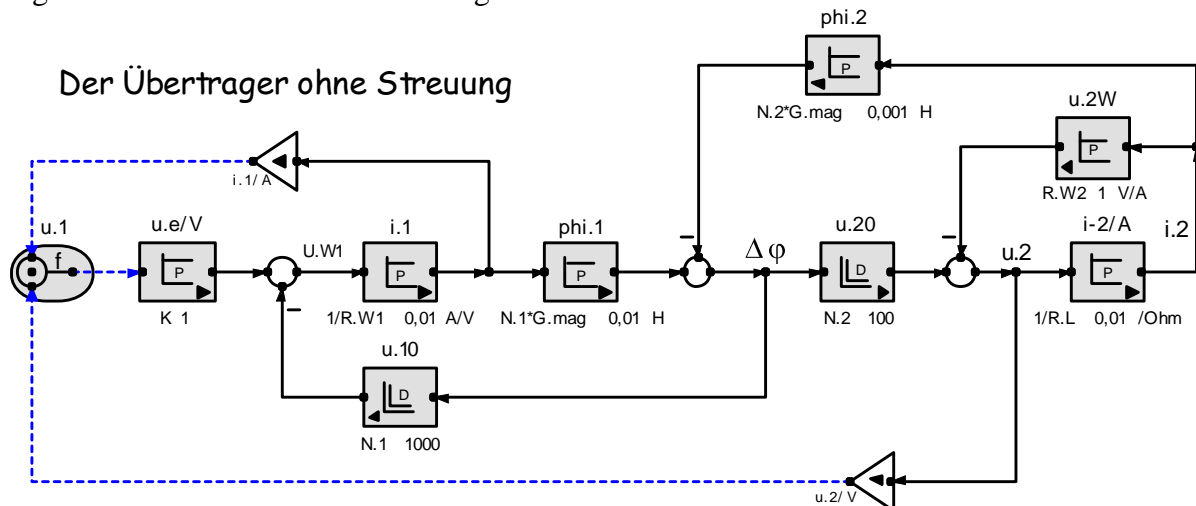 phi.2
Der Übertrager ohne Streuung
P
N.2*G.mag 0,001 H
u.2W
P
R.W2 1 V/A
i.1/ A
u.1
f
u.e/V
P
K 1
U.W1
i.1
P
1/R.W1 0,01 A/V
phi.1
P
N.1*G.mag 0,01 H
−
Δφ
u.20
D
N.2 100
−
u.2
i-2/A
P
1/R.L 0,01 /Ohm
i.2
−
u.10
D
N.1 1000
u.2/ V